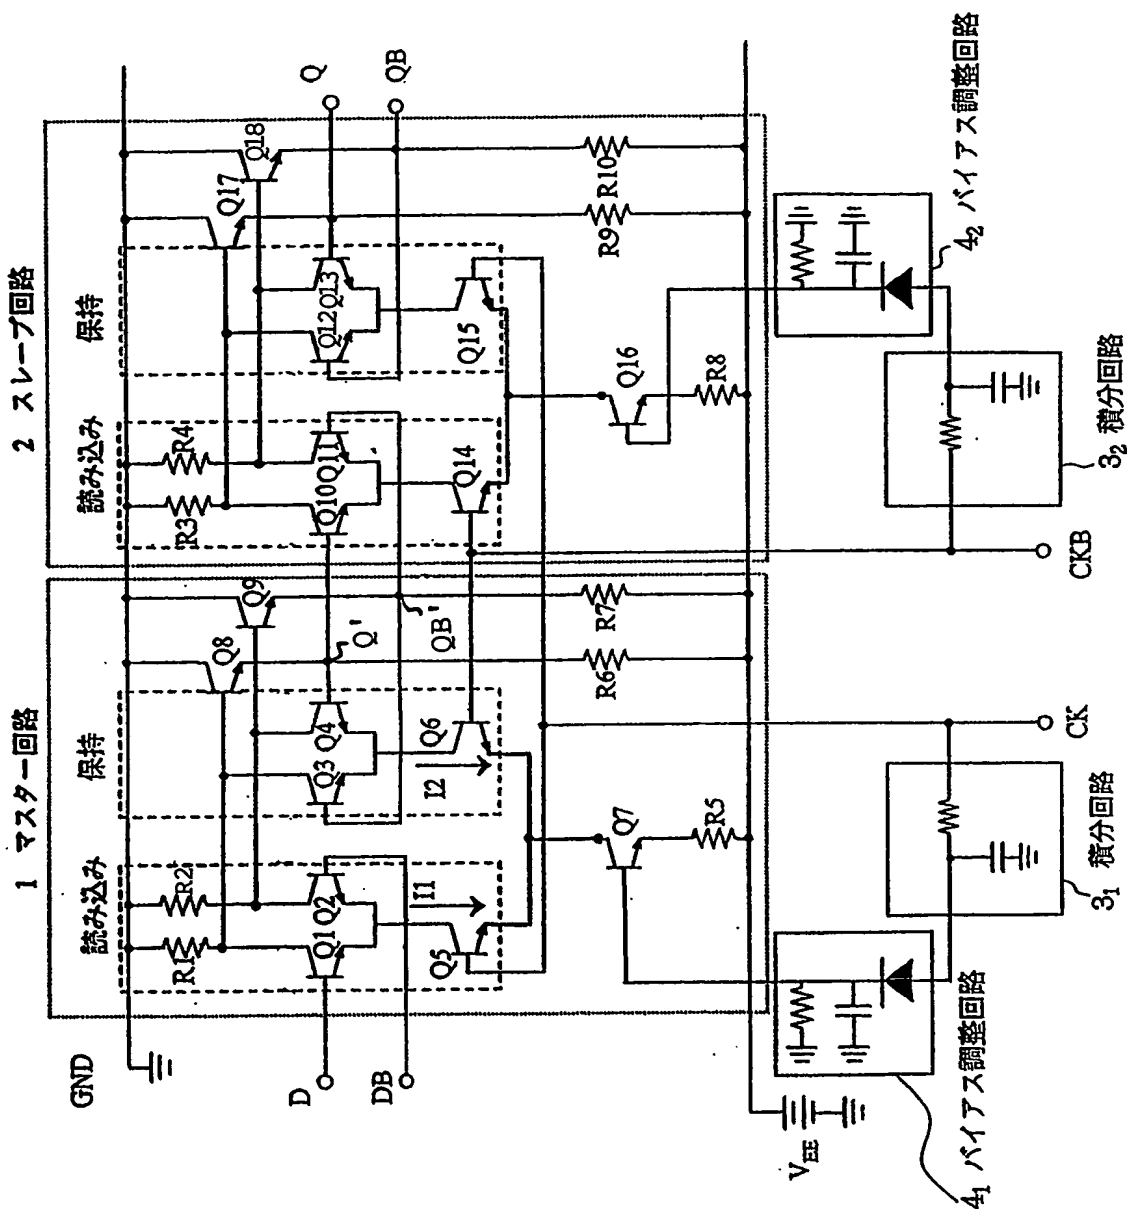 1 マスター回路
2 スレーブ回路
読み込み
保持
読み込み
保持
GND
R1
R2
Q8
Q9
R3
R4
Q17
Q18
D
DB
Q1
Q2
Q3
Q4
Q'
QB'
Q10
Q11
Q12
Q13
Q
QB
Q5
I1
I2
Q6
Q14
Q15
Q7
R5
R6
R7
Q16
R8
R9
R10
VEE
41 バイアス調整回路
31 積分回路
CK
CKB
32 積分回路
42 バイアス調整回路